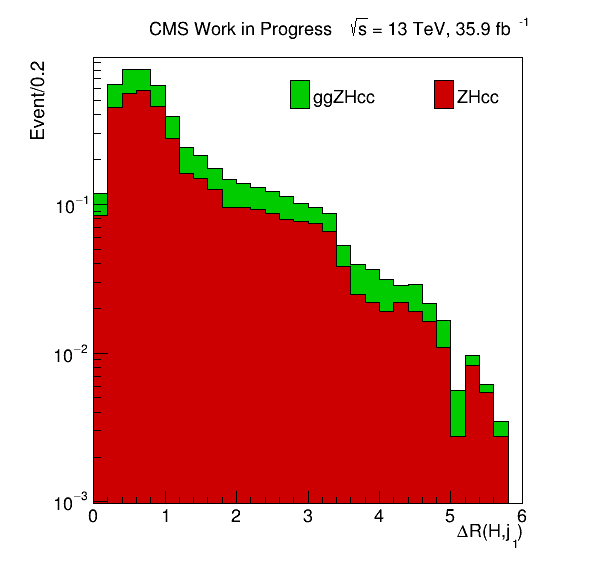 CMS Work in Progress √s = 13 TeV, 35.9 fb⁻¹
Event/0.2
ggZHcc ZHcc
10⁻¹
10⁻²
10⁻³
0 1 2 3 4 5 6
ΔR(H,j₁)